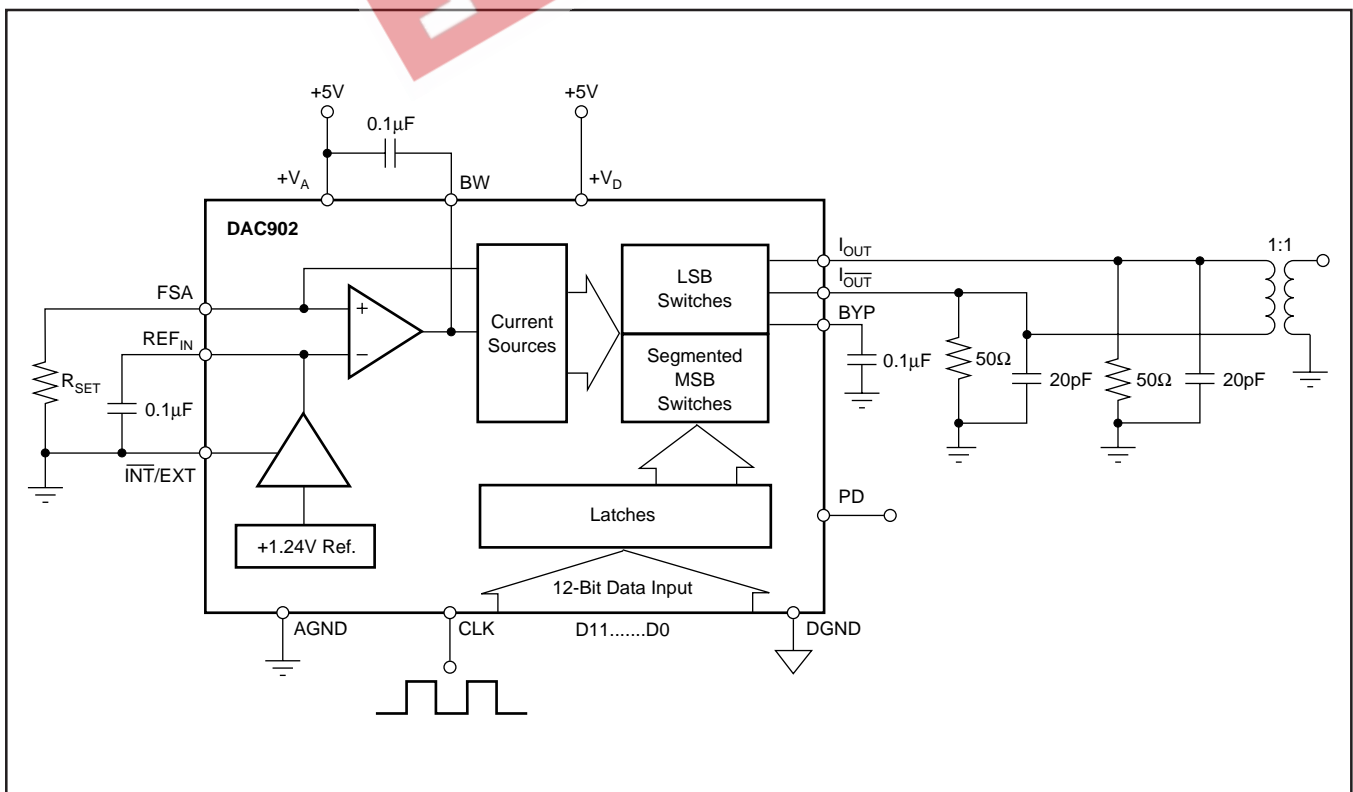 +5V
+5V
0.1µF
+VA
BW
+VD
DAC902
IOUT
1:1
FSA
+
LSB
Switches
IOUT
BYP
REFIN
–
Current
Sources
Segmented
MSB
Switches
0.1µF
50Ω
20pF
50Ω
20pF
RSET
0.1µF
INT/EXT
PD
Latches
+1.24V Ref.
12-Bit Data Input
AGND
CLK
D11.......D0
DGND